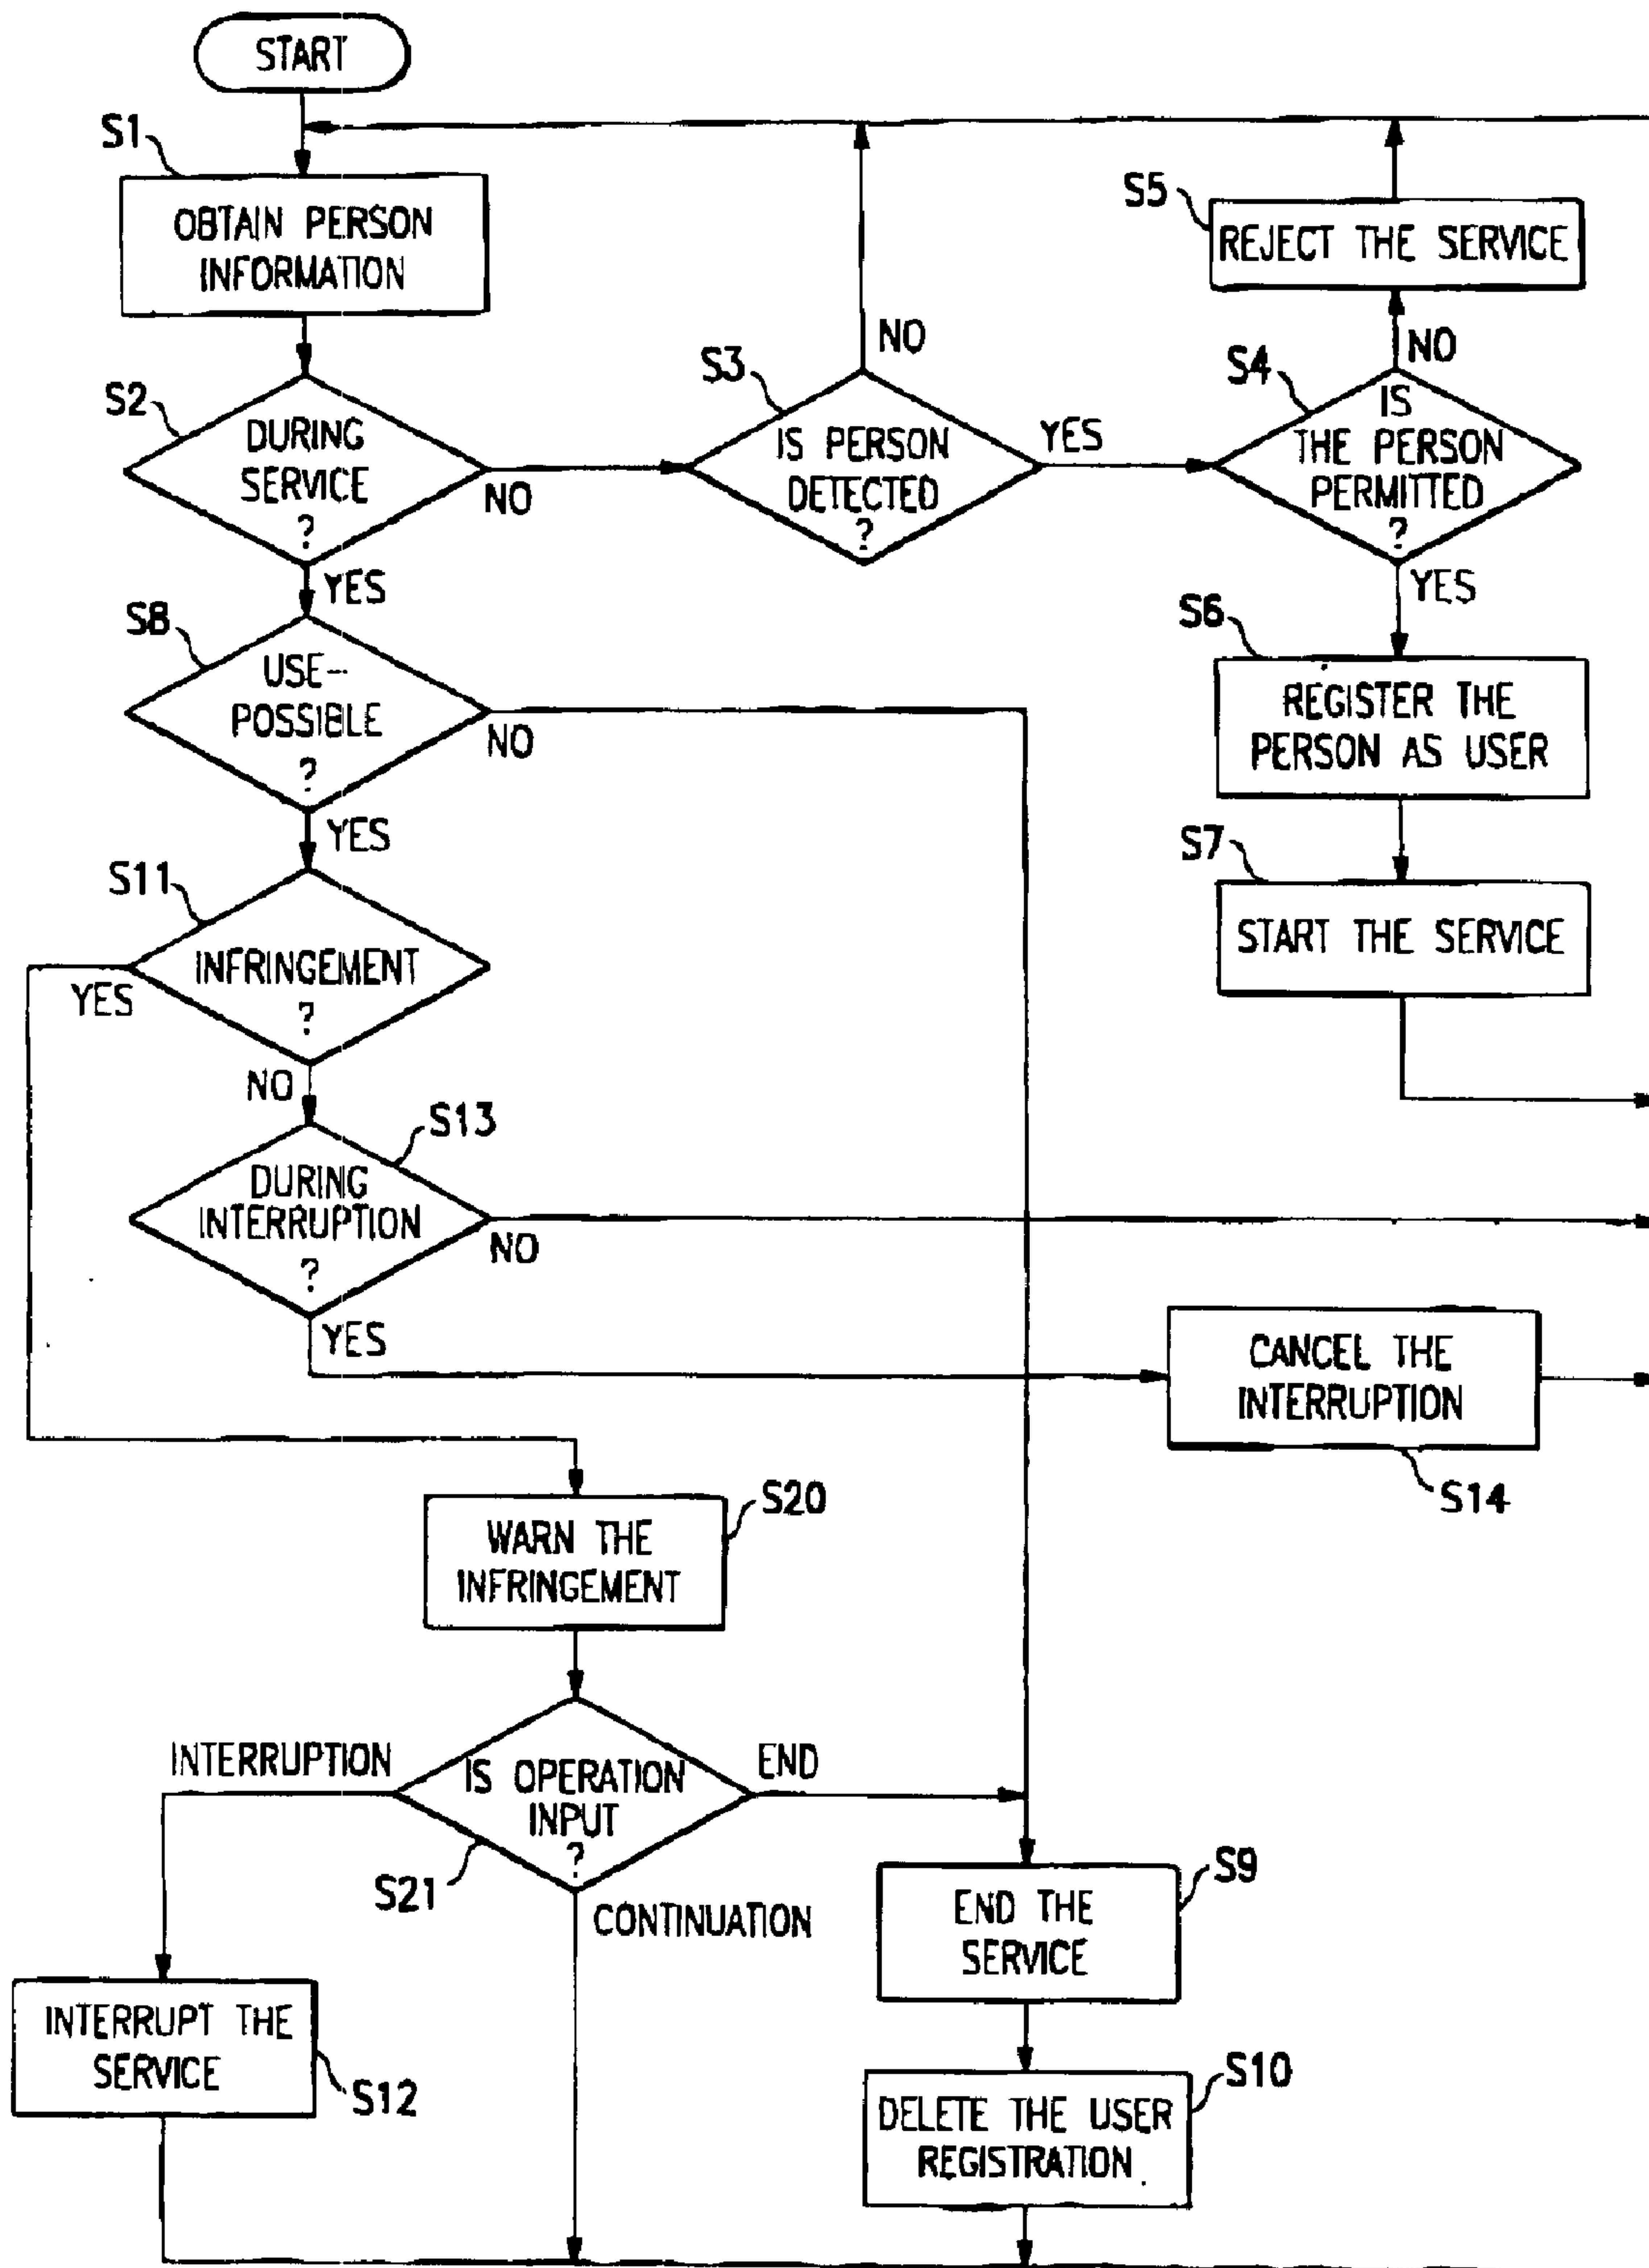 START
S1
OBTAIN PERSON
INFORMATION
S2
DURING
SERVICE
?
NO
YES
S3
IS PERSON
DETECTED
?
NO
YES
S4
IS
THE PERSON
PERMITTED
?
NO
YES
S5
REJECT THE SERVICE
S6
REGISTER THE
PERSON AS USER
S7
START THE SERVICE
S8
USE-
POSSIBLE
?
NO
YES
S11
INFRINGEMENT
?
YES
NO
S13
DURING
INTERRUPTION
?
NO
YES
CANCEL THE
INTERRUPTION
S14
S20
WARN THE
INFRINGEMENT
INTERRUPTION
IS OPERATION
INPUT
?
END
S21
CONTINUATION
S9
END THE
SERVICE
INTERRUPT THE
SERVICE
S12
S10
DELETE THE USER
REGISTRATION